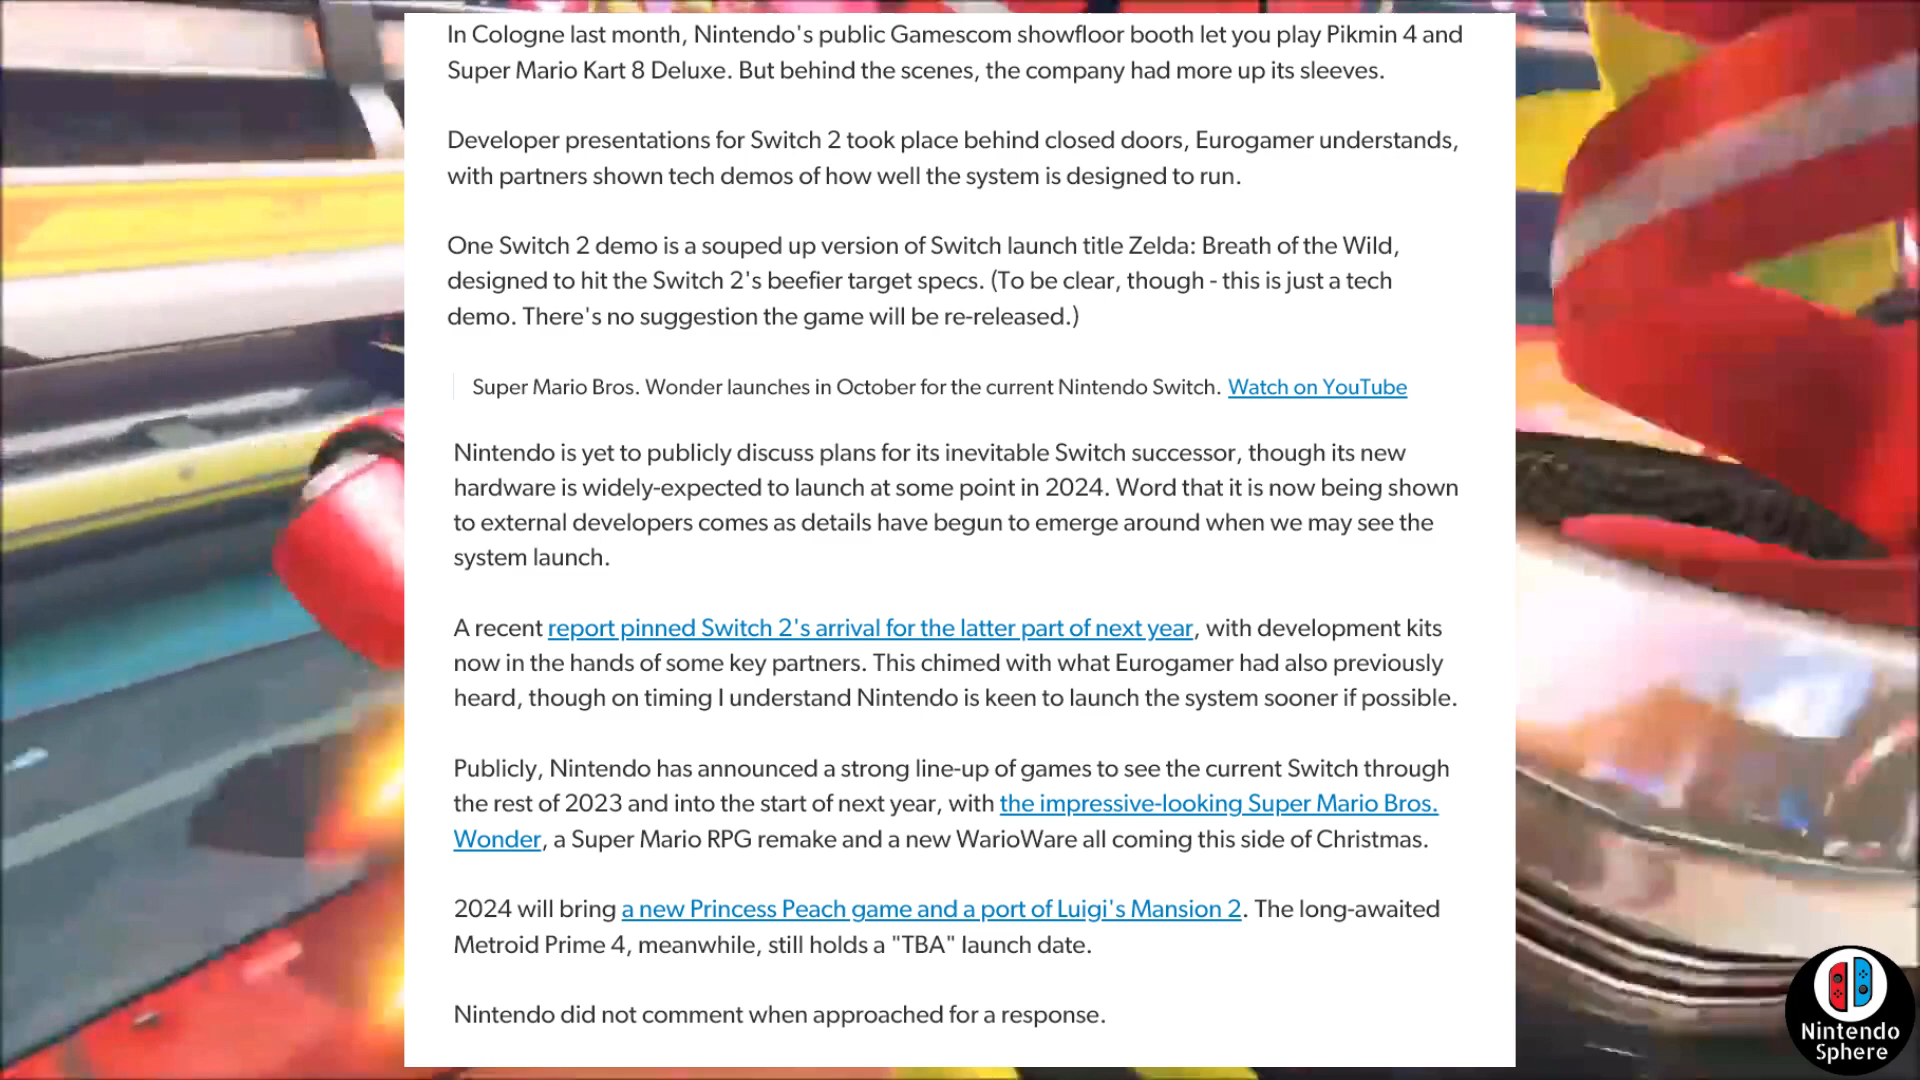 In Cologne last month, Nintendo's public Gamescom showfloor booth let you play Pikmin 4 and
Super Mario Kart 8 Deluxe. But behind the scenes, the company had more up its sleeves.
Developer presentations for Switch 2 took place behind closed doors, Eurogamer understands,
with partners shown tech demos of how well the system is designed to run.
One Switch 2 demo is a souped up version of Switch launch title Zelda: Breath of the Wild,
designed to hit the Switch 2's beefier target specs. (To be clear, though - this is just a tech
demo. There's no suggestion the game will be re-released.)
Super Mario Bros. Wonder launches in October for the current Nintendo Switch. Watch on YouTube
Nintendo is yet to publicly discuss plans for its inevitable Switch successor, though its new
hardware is widely-expected to launch at some point in 2024. Word that it is now being shown
to external developers comes as details have begun to emerge around when we may see the
system launch.
A recent report pinned Switch 2's arrival for the latter part of next year, with development kits
now in the hands of some key partners. This chimed with what Eurogamer had also previously
heard, though on timing I understand Nintendo is keen to launch the system sooner if possible.
Publicly, Nintendo has announced a strong line-up of games to see the current Switch through
the rest of 2023 and into the start of next year, with the impressive-looking Super Mario Bros.
Wonder, a Super Mario RPG remake and a new WarioWare all coming this side of Christmas.
2024 will bring a new Princess Peach game and a port of Luigi's Mansion 2. The long-awaited
Metroid Prime 4, meanwhile, still holds a "TBA" launch date.
Nintendo did not comment when approached for a response.
Nintendo
Sphere